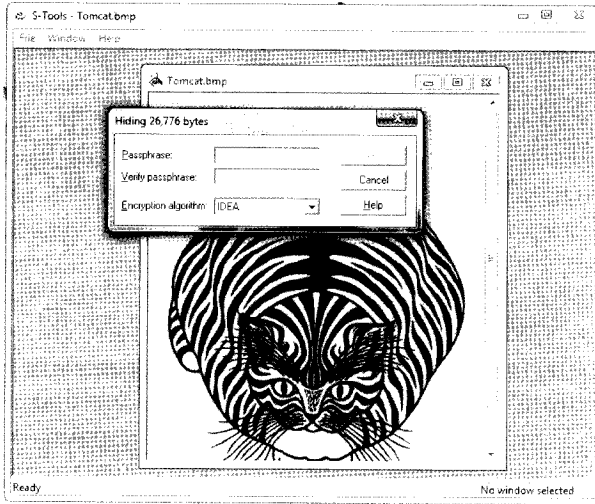 S-Tools - Tomcat.bmp
File Window Help
Tomcat.bmp
Hiding 26,776 bytes
Passphrase:
Verify passphrase:
Cancel
Encryption algorithm: IDEA
Help
Ready
No window selected